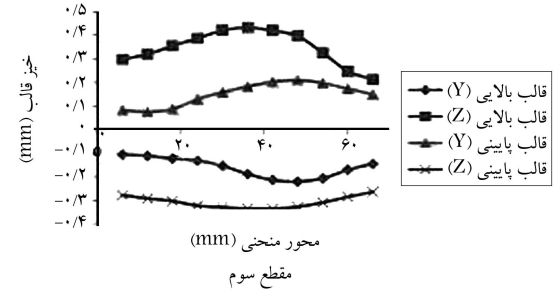 ۰/۵
۰/۴
۰/۳
۰/۲
۰/۱
۰
-۰/۱
-۰/۲
-۰/۳
-۰/۴
۰ ۲۰ ۴۰ ۶۰
خیز قالب (mm)
محور منحنی (mm)
مقطع سوم
قالب بالایی (Y)
قالب بالایی (Z)
قالب پایینی (Y)
قالب پایینی (Z)